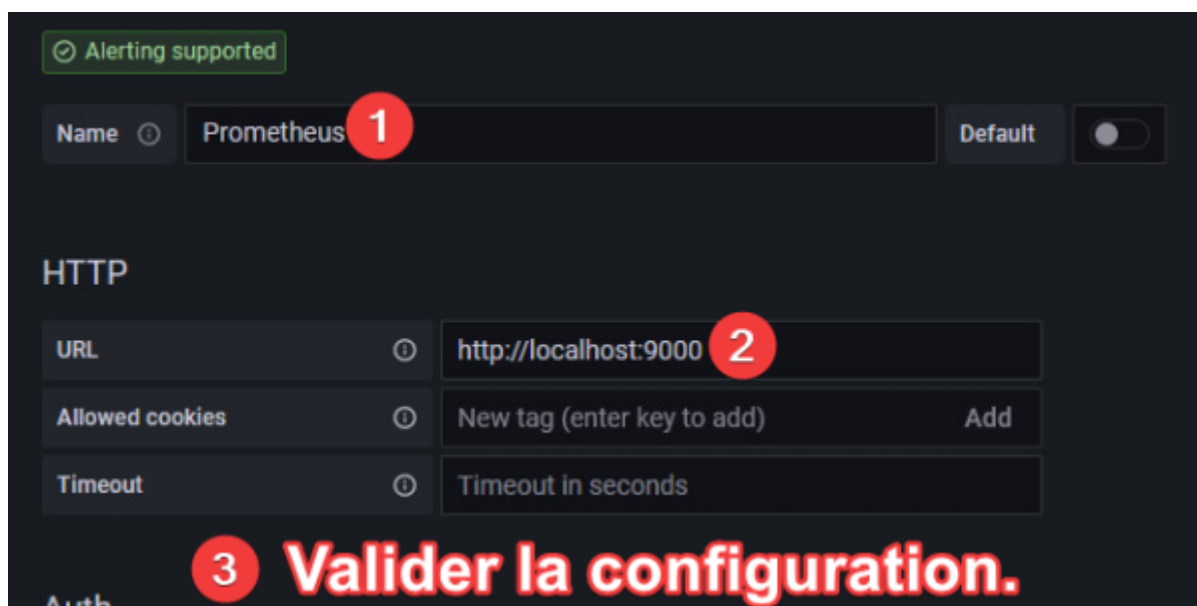 Alerting supported
Name Prometheus 1 Default
HTTP
URL http://localhost:9000 2
Allowed cookies New tag (enter key to add) Add
Timeout Timeout in seconds
3 Valider la configuration.
Auth